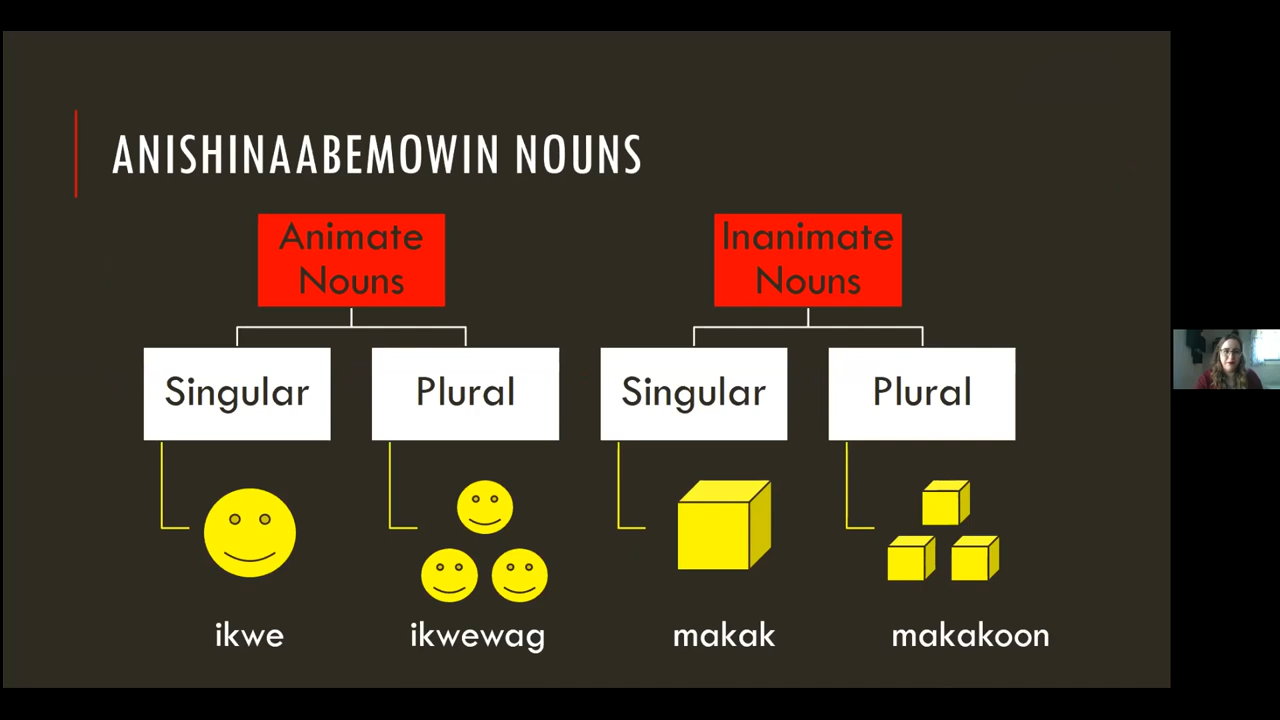 ANISHINAABEMOWIN NOUNS
Animate
Nouns
Inanimate
Nouns
Singular
Plural
Singular
Plural
ikwe
ikwewag
makak
makakoon